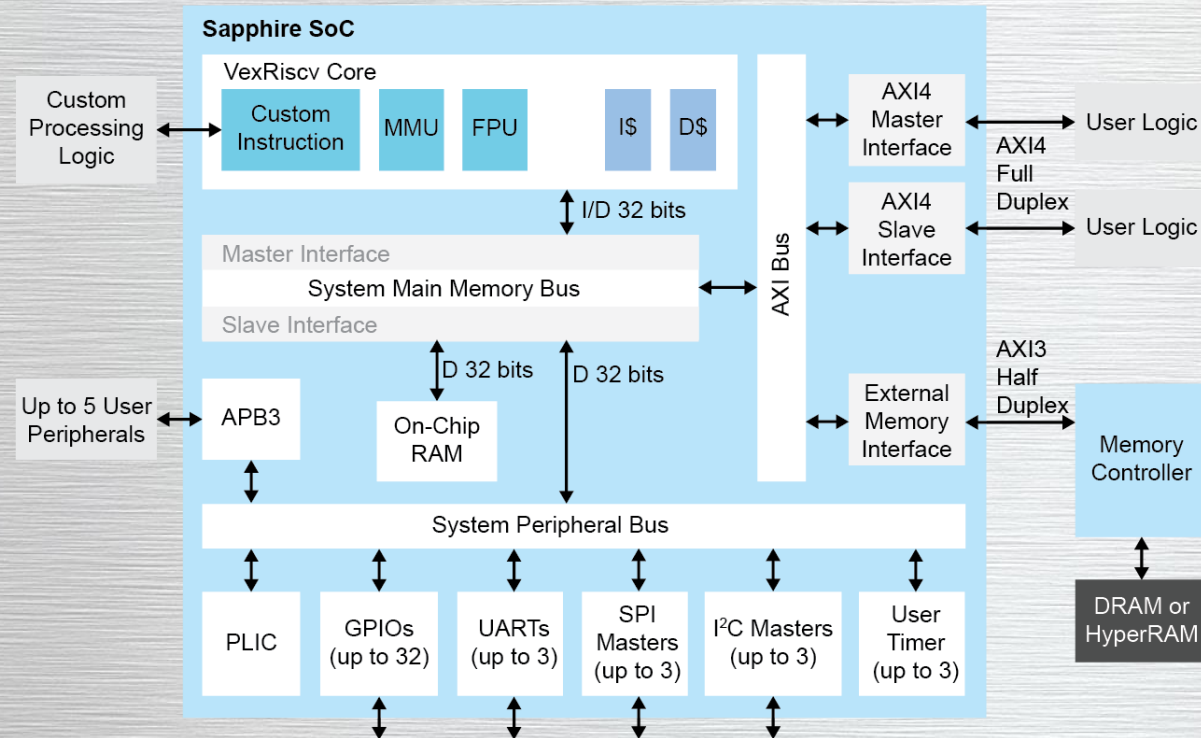 Sapphire SoC
VexRiscv Core
Custom
Processing
Logic
Custom
Instruction
MMU
FPU
I$
D$
I/D 32 bits
Master Interface
System Main Memory Bus
Slave Interface
D 32 bits
D 32 bits
AXI Bus
AXI4
Master
Interface
AXI4
Slave
Interface
External
Memory
Interface
AXI4
Full
Duplex
User Logic
User Logic
AXI3
Half
Duplex
Memory
Controller
DRAM or
HyperRAM
Up to 5 User
Peripherals
APB3
On-Chip
RAM
System Peripheral Bus
PLIC
GPIOs
(up to 32)
UARTs
(up to 3)
SPI
Masters
(up to 3)
I²C Masters
(up to 3)
User
Timer
(up to 3)